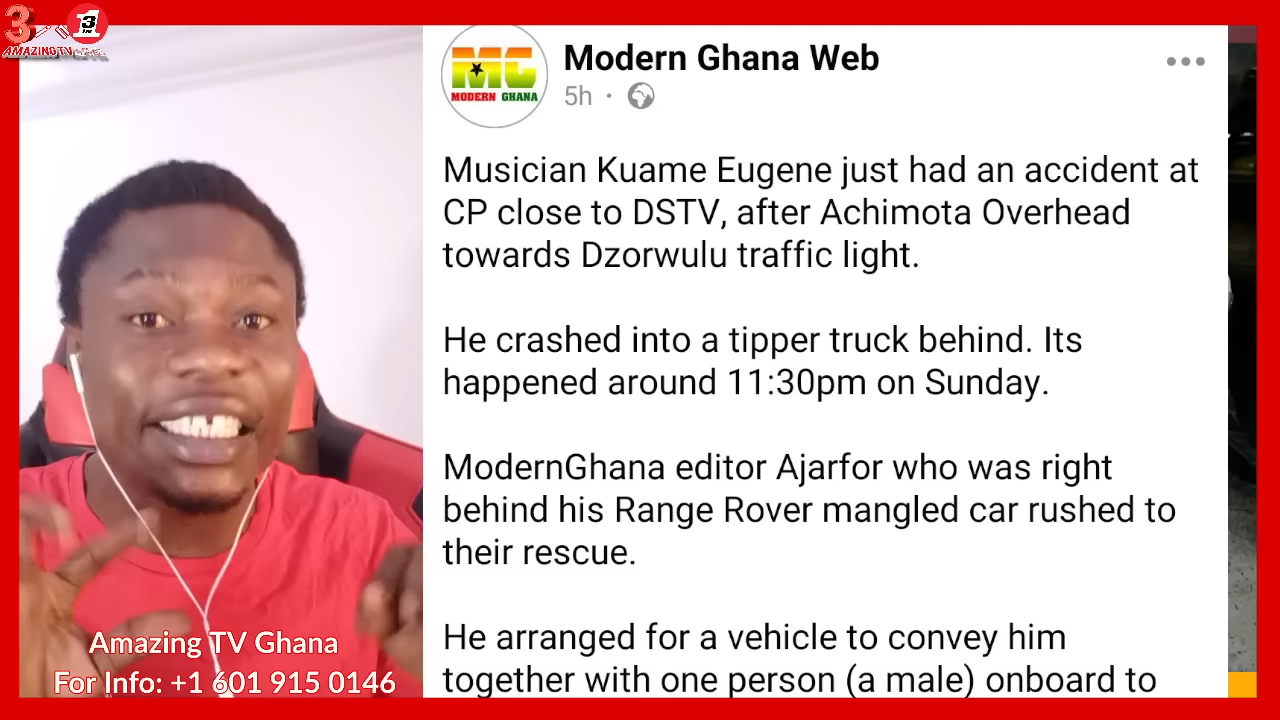 3
13
AMAZING TV
LIVE
MG
MODERN GHANA
Modern Ghana Web
5h ·
Musician Kuame Eugene just had an accident at
CP close to DSTV, after Achimota Overhead
towards Dzorwulu traffic light.
He crashed into a tipper truck behind. Its
happened around 11:30pm on Sunday.
ModernGhana editor Ajarfor who was right
behind his Range Rover mangled car rushed to
their rescue.
He arranged for a vehicle to convey him
together with one person (a male) onboard to
Amazing TV Ghana
For Info: +1 601 915 0146